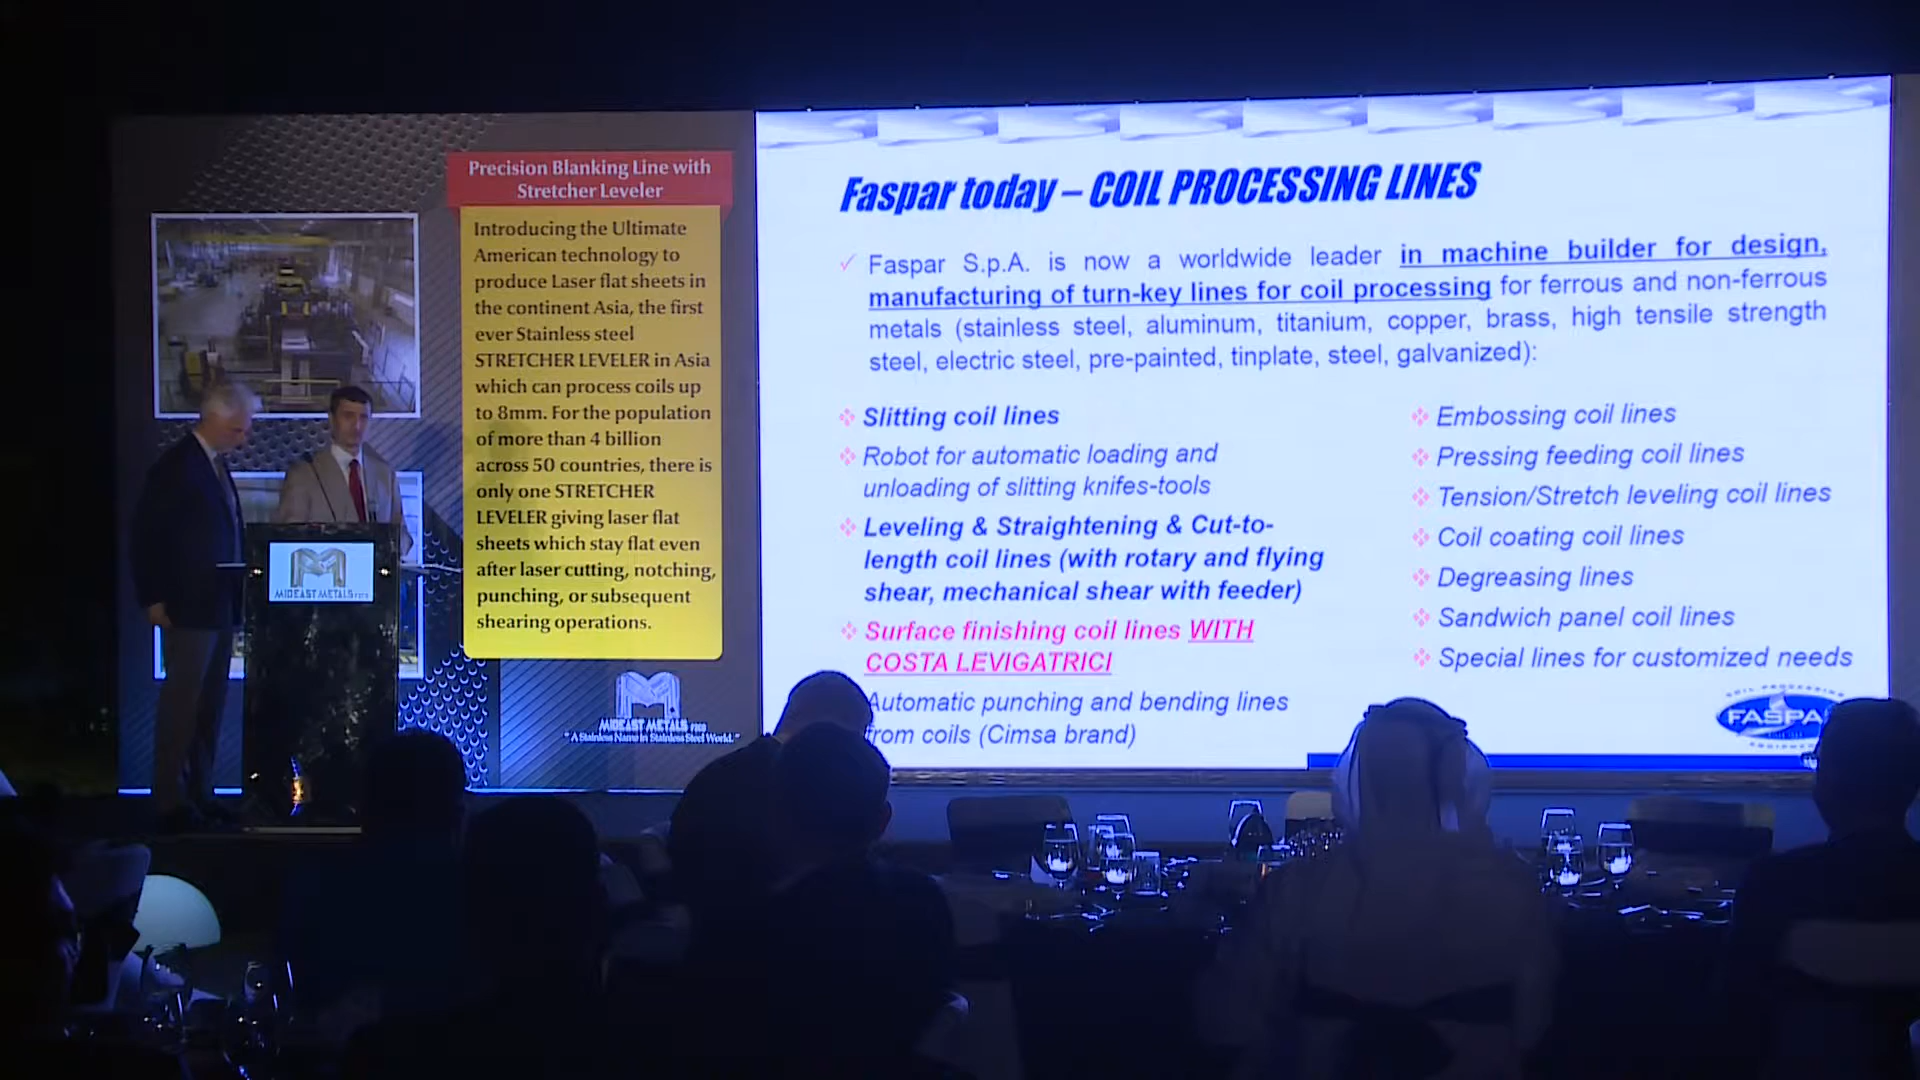 Precision Blanking Line with
Stretcher Leveler
Introducing the Ultimate
American technology to
produce Laser flat sheets in
the continent Asia, the first
ever Stainless steel
STRETCHER LEVELER in Asia
which can process coils up
to 8mm. For the population
of more than 4 billion
across 50 countries, there is
only one STRETCHER
LEVELER giving laser flat
sheets which stay flat even
after laser cutting, notching,
punching, or subsequent
shearing operations.
MIDEAST METALS
"A Stainless Name in Stainless Steel World."
MIDEAST METALS
Faspar today – COIL PROCESSING LINES
✓ Faspar S.p.A. is now a worldwide leader in machine builder for design,
manufacturing of turn-key lines for coil processing for ferrous and non-ferrous
metals (stainless steel, aluminum, titanium, copper, brass, high tensile strength
steel, electric steel, pre-painted, tinplate, steel, galvanized):
❖ Slitting coil lines
❖ Robot for automatic loading and
unloading of slitting knifes-tools
❖ Leveling & Straightening & Cut-to-
length coil lines (with rotary and flying
shear, mechanical shear with feeder)
❖ Surface finishing coil lines WITH
COSTA LEVIGATRICI
Automatic punching and bending lines
from coils (Cimsa brand)
❖ Embossing coil lines
❖ Pressing feeding coil lines
❖ Tension/Stretch leveling coil lines
❖ Coil coating coil lines
❖ Degreasing lines
❖ Sandwich panel coil lines
❖ Special lines for customized needs
COIL PROCESSING
FASPA